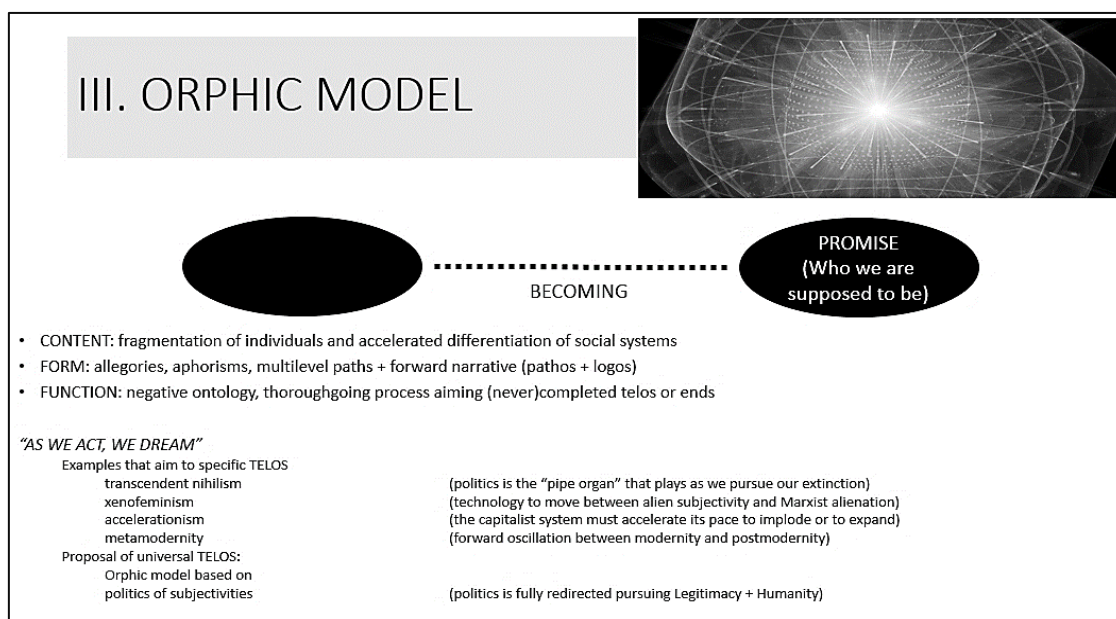 III. ORPHIC MODEL
PROMISE
(Who we are
supposed to be)
BECOMING
• CONTENT: fragmentation of individuals and accelerated differentiation of social systems
• FORM: allegories, aphorisms, multilevel paths + forward narrative (pathos + logos)
• FUNCTION: negative ontology, thoroughgoing process aiming (never)completed telos or ends
"AS WE ACT, WE DREAM"
Examples that aim to specific TELOS
transcendent nihilism (politics is the "pipe organ" that plays as we pursue our extinction)
xenofeminism (technology to move between alien subjectivity and Marxist alienation)
accelerationism (the capitalist system must accelerate its pace to implode or to expand)
metamodernity (forward oscillation between modernity and postmodernity)
Proposal of universal TELOS:
Orphic model based on
politics of subjectivities (politics is fully redirected pursuing Legitimacy + Humanity)